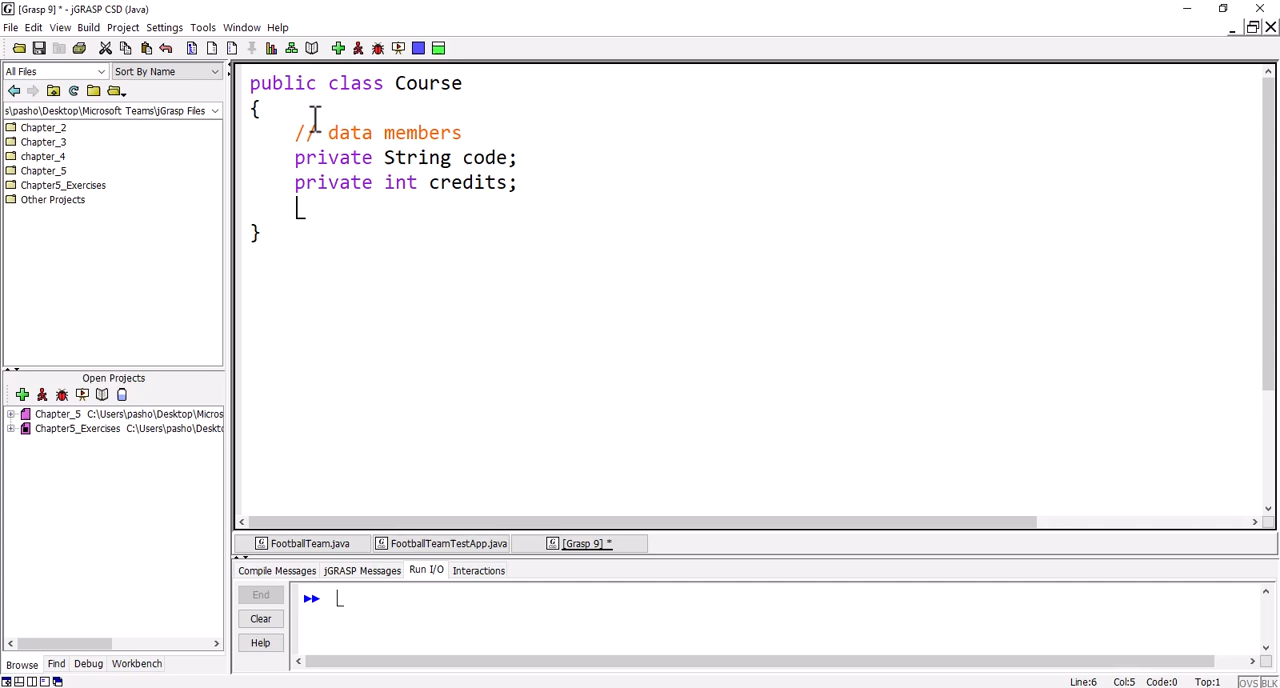 [Grasp 9] * - jGRASP CSD (Java)
File Edit View Build Project Settings Tools Window Help
All Files Sort By Name
s\pasho\Desktop\Microsoft Teams\jGrasp Files
Chapter_2
Chapter_3
chapter_4
Chapter_5
Chapter5_Exercises
Other Projects
public class Course
{
// data members
private String code;
private int credits;
}
Open Projects
Chapter_5 C:\Users\pasho\Desktop\Micros
Chapter5_Exercises C:\Users\pasho\Deskto
FootballTeam.java FootballTeamTestApp.java [Grasp 9] *
Compile Messages jGRASP Messages Run I/O Interactions
End
Clear
Help
Browse Find Debug Workbench
Line:6 Col:5 Code:0 Top:1 OVS BLK